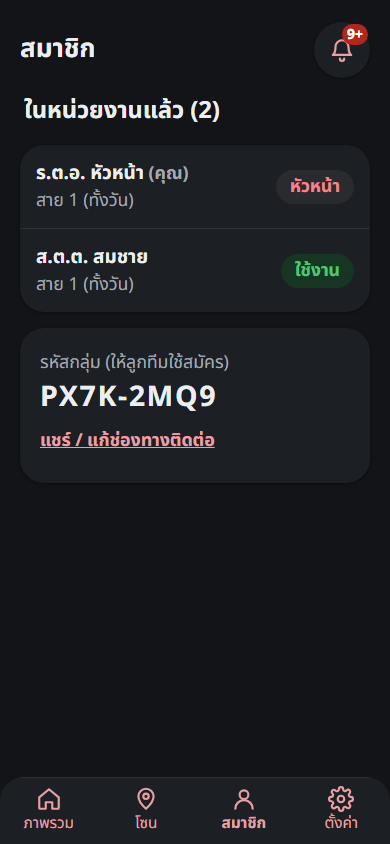 สมาชิก
9+
ในหน่วยงานแล้ว (2)
ร.ต.อ. หัวหน้า (คุณ)
สาย 1 (ทั้งวัน)
หัวหน้า
ส.ต.ต. สมชาย
สาย 1 (ทั้งวัน)
ใช้งาน
รหัสกลุ่ม (ให้ลูกทีมใช้สมัคร)
PX7K-2MQ9
แชร์ / แก้ช่องทางติดต่อ
ภาพรวม
โซน
สมาชิก
ตั้งค่า